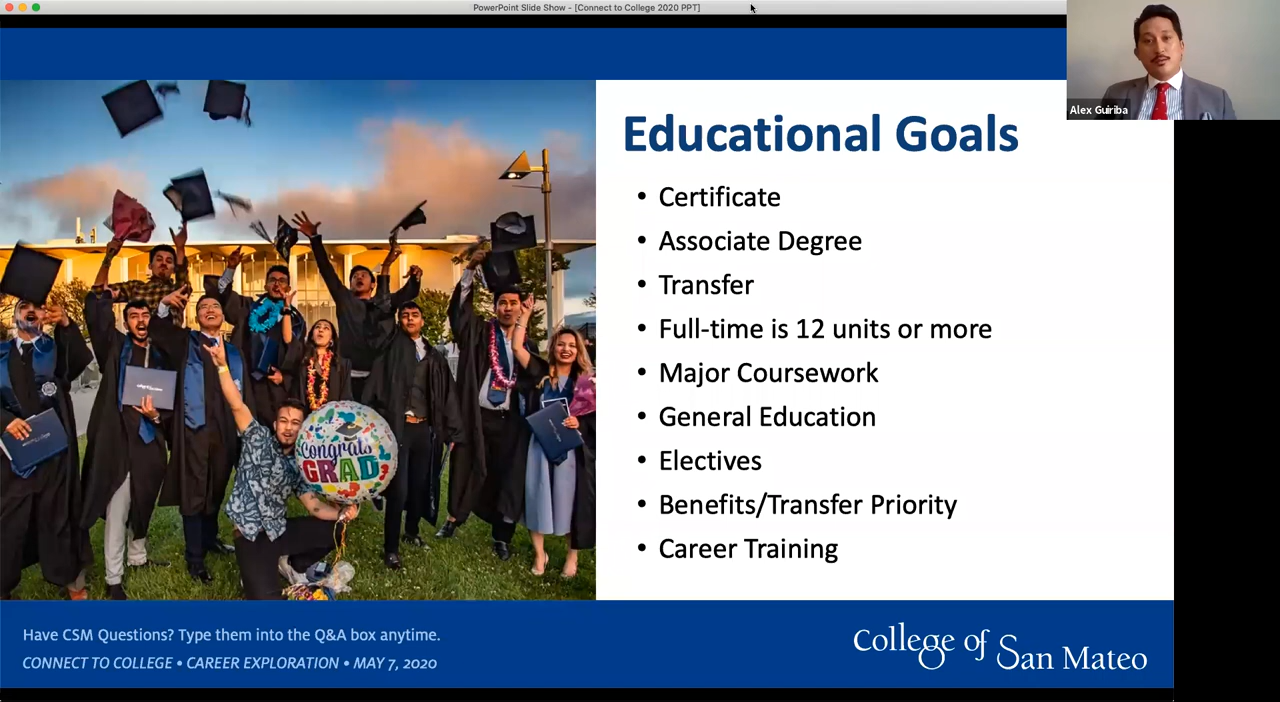 PowerPoint Slide Show - [Connect to College 2020 PPT]
Alex Guiriba
Educational Goals
• Certificate
• Associate Degree
• Transfer
• Full-time is 12 units or more
• Major Coursework
• General Education
• Electives
• Benefits/Transfer Priority
• Career Training
Congrats
GRAD
Have CSM Questions? Type them into the Q&A box anytime.
CONNECT TO COLLEGE • CAREER EXPLORATION • MAY 7, 2020
College of
San Mateo